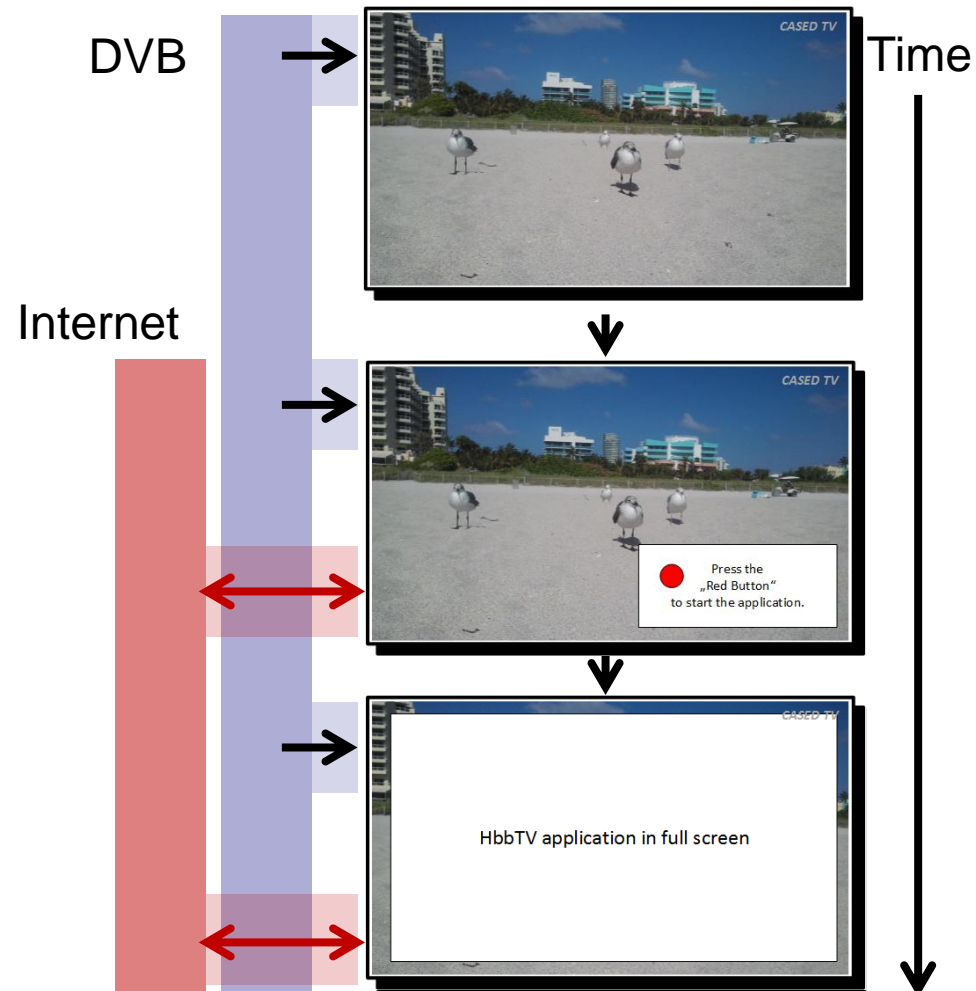 DVB
CASED TV
Time
Internet
CASED TV
Press the
„Red Button“
to start the application.
CASED TV
HbbTV application in full screen